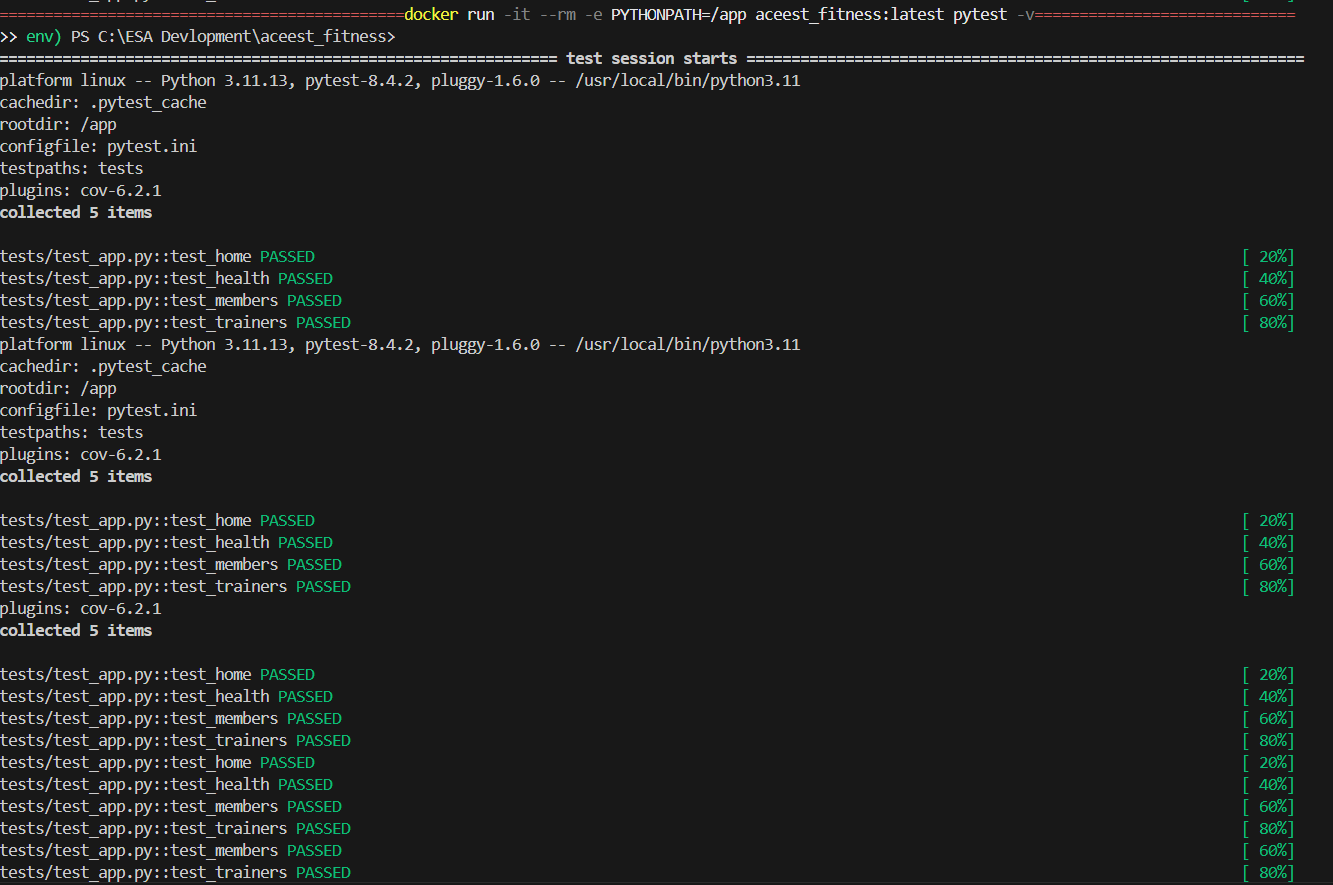 =============================================docker run -it --rm -e PYTHONPATH=/app aceest_fitness:latest pytest -v=============================
>> env) PS C:\ESA Devlopment\aceest_fitness>
============================================================== test session starts ==============================================================
platform linux -- Python 3.11.13, pytest-8.4.2, pluggy-1.6.0 -- /usr/local/bin/python3.11
cachedir: .pytest_cache
rootdir: /app
configfile: pytest.ini
testpaths: tests
plugins: cov-6.2.1
collected 5 items
tests/test_app.py::test_home PASSED [ 20%]
tests/test_app.py::test_health PASSED [ 40%]
tests/test_app.py::test_members PASSED [ 60%]
tests/test_app.py::test_trainers PASSED [ 80%]
platform linux -- Python 3.11.13, pytest-8.4.2, pluggy-1.6.0 -- /usr/local/bin/python3.11
cachedir: .pytest_cache
rootdir: /app
configfile: pytest.ini
testpaths: tests
plugins: cov-6.2.1
collected 5 items
tests/test_app.py::test_home PASSED [ 20%]
tests/test_app.py::test_health PASSED [ 40%]
tests/test_app.py::test_members PASSED [ 60%]
tests/test_app.py::test_trainers PASSED [ 80%]
plugins: cov-6.2.1
collected 5 items
tests/test_app.py::test_home PASSED [ 20%]
tests/test_app.py::test_health PASSED [ 40%]
tests/test_app.py::test_members PASSED [ 60%]
tests/test_app.py::test_trainers PASSED [ 80%]
tests/test_app.py::test_home PASSED [ 20%]
tests/test_app.py::test_health PASSED [ 40%]
tests/test_app.py::test_members PASSED [ 60%]
tests/test_app.py::test_trainers PASSED [ 80%]
tests/test_app.py::test_members PASSED [ 60%]
tests/test_app.py::test_trainers PASSED [ 80%]